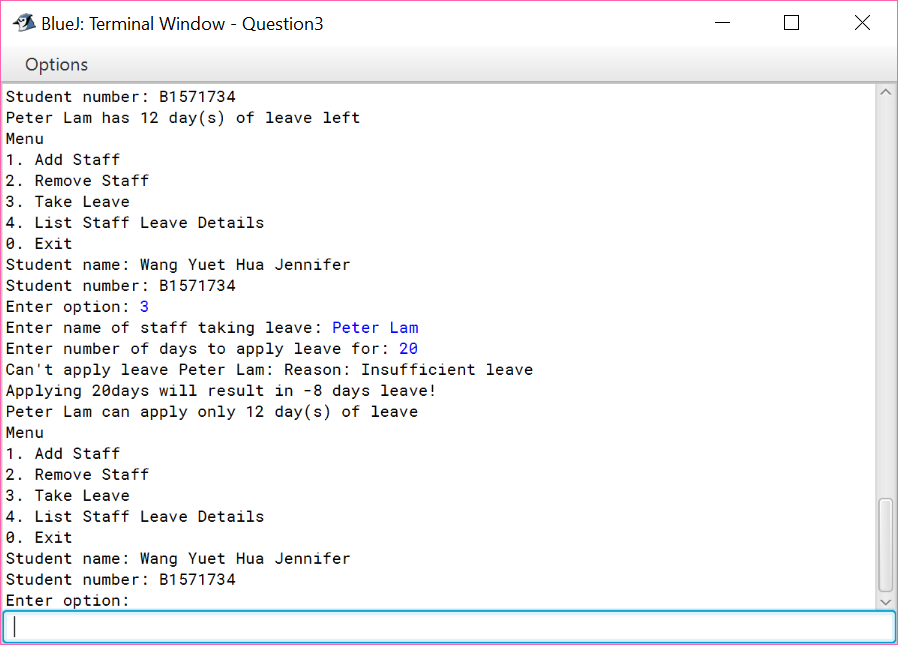 BlueJ: Terminal Window - Question3
Options
Student number: B1571734
Peter Lam has 12 day(s) of leave left
Menu
1. Add Staff
2. Remove Staff
3. Take Leave
4. List Staff Leave Details
0. Exit
Student name: Wang Yuet Hua Jennifer
Student number: B1571734
Enter option: 3
Enter name of staff taking leave: Peter Lam
Enter number of days to apply leave for: 20
Can't apply leave Peter Lam: Reason: Insufficient leave
Applying 20days will result in -8 days leave!
Peter Lam can apply only 12 day(s) of leave
Menu
1. Add Staff
2. Remove Staff
3. Take Leave
4. List Staff Leave Details
0. Exit
Student name: Wang Yuet Hua Jennifer
Student number: B1571734
Enter option: